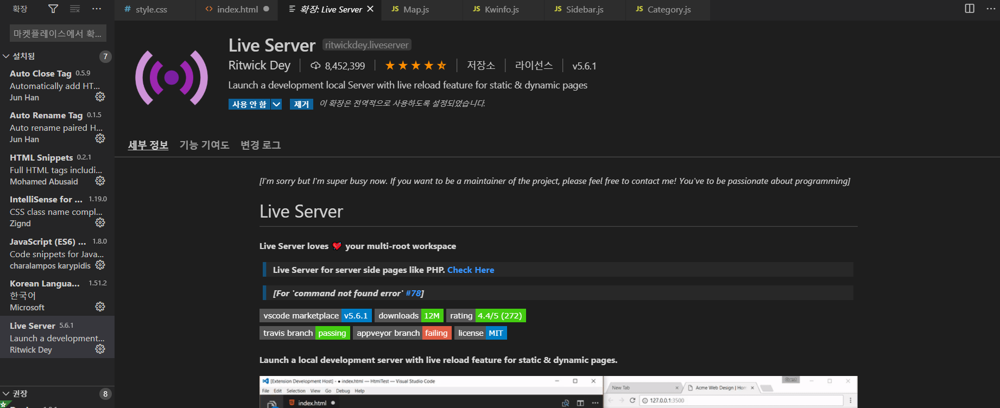 확장
마켓플레이스에서 확...
설치됨 7
Auto Close Tag 0.5.9
Automatically add HT...
Jun Han
Auto Rename Tag 0.1.5
Auto rename paired H...
Jun Han
HTML Snippets 0.2.1
Full HTML tags includi...
Mohamed Abusaid
IntelliSense for ... 1.19.0
CSS class name compl...
Zignd
JavaScript (ES6) ... 1.8.0
Code snippets for Java...
charalampos karypidis
Korean Langua... 1.51.2
한국어
Microsoft
Live Server 5.6.1
Launch a development...
Ritwick Dey
권장 8
# style.css
<> index.html
확장: Live Server
JS Map.js
JS Kwinfo.js
JS Sidebar.js
JS Category.js
Live Server ritwickdey.liveserver
Ritwick Dey 8,452,399 저장소 라이선스 v5.6.1
Launch a development local Server with live reload feature for static & dynamic pages
사용 안 함 제거 이 확장은 전역적으로 사용하도록 설정되었습니다.
세부 정보 기능 기여도 변경 로그
[I'm sorry but I'm super busy now. If you want to be a maintainer of the project, please feel free to contact me! You've to be passionate about programming]
Live Server
Live Server loves ❤ your multi-root workspace
Live Server for server side pages like PHP. Check Here
[For 'command not found error' #78]
vscode marketplace v5.6.1 downloads 12M rating 4.4/5 (272)
travis branch passing appveyor branch failing license MIT
Launch a local development server with live reload feature for static & dynamic pages.
[Extension Development Host] - • index.html — HtmlTest — Visual Studio Code
File Edit Selection View Go Debug Help
index.html
Guest
New Tab
Acme Web Design | Hom
127.0.0.1:3500